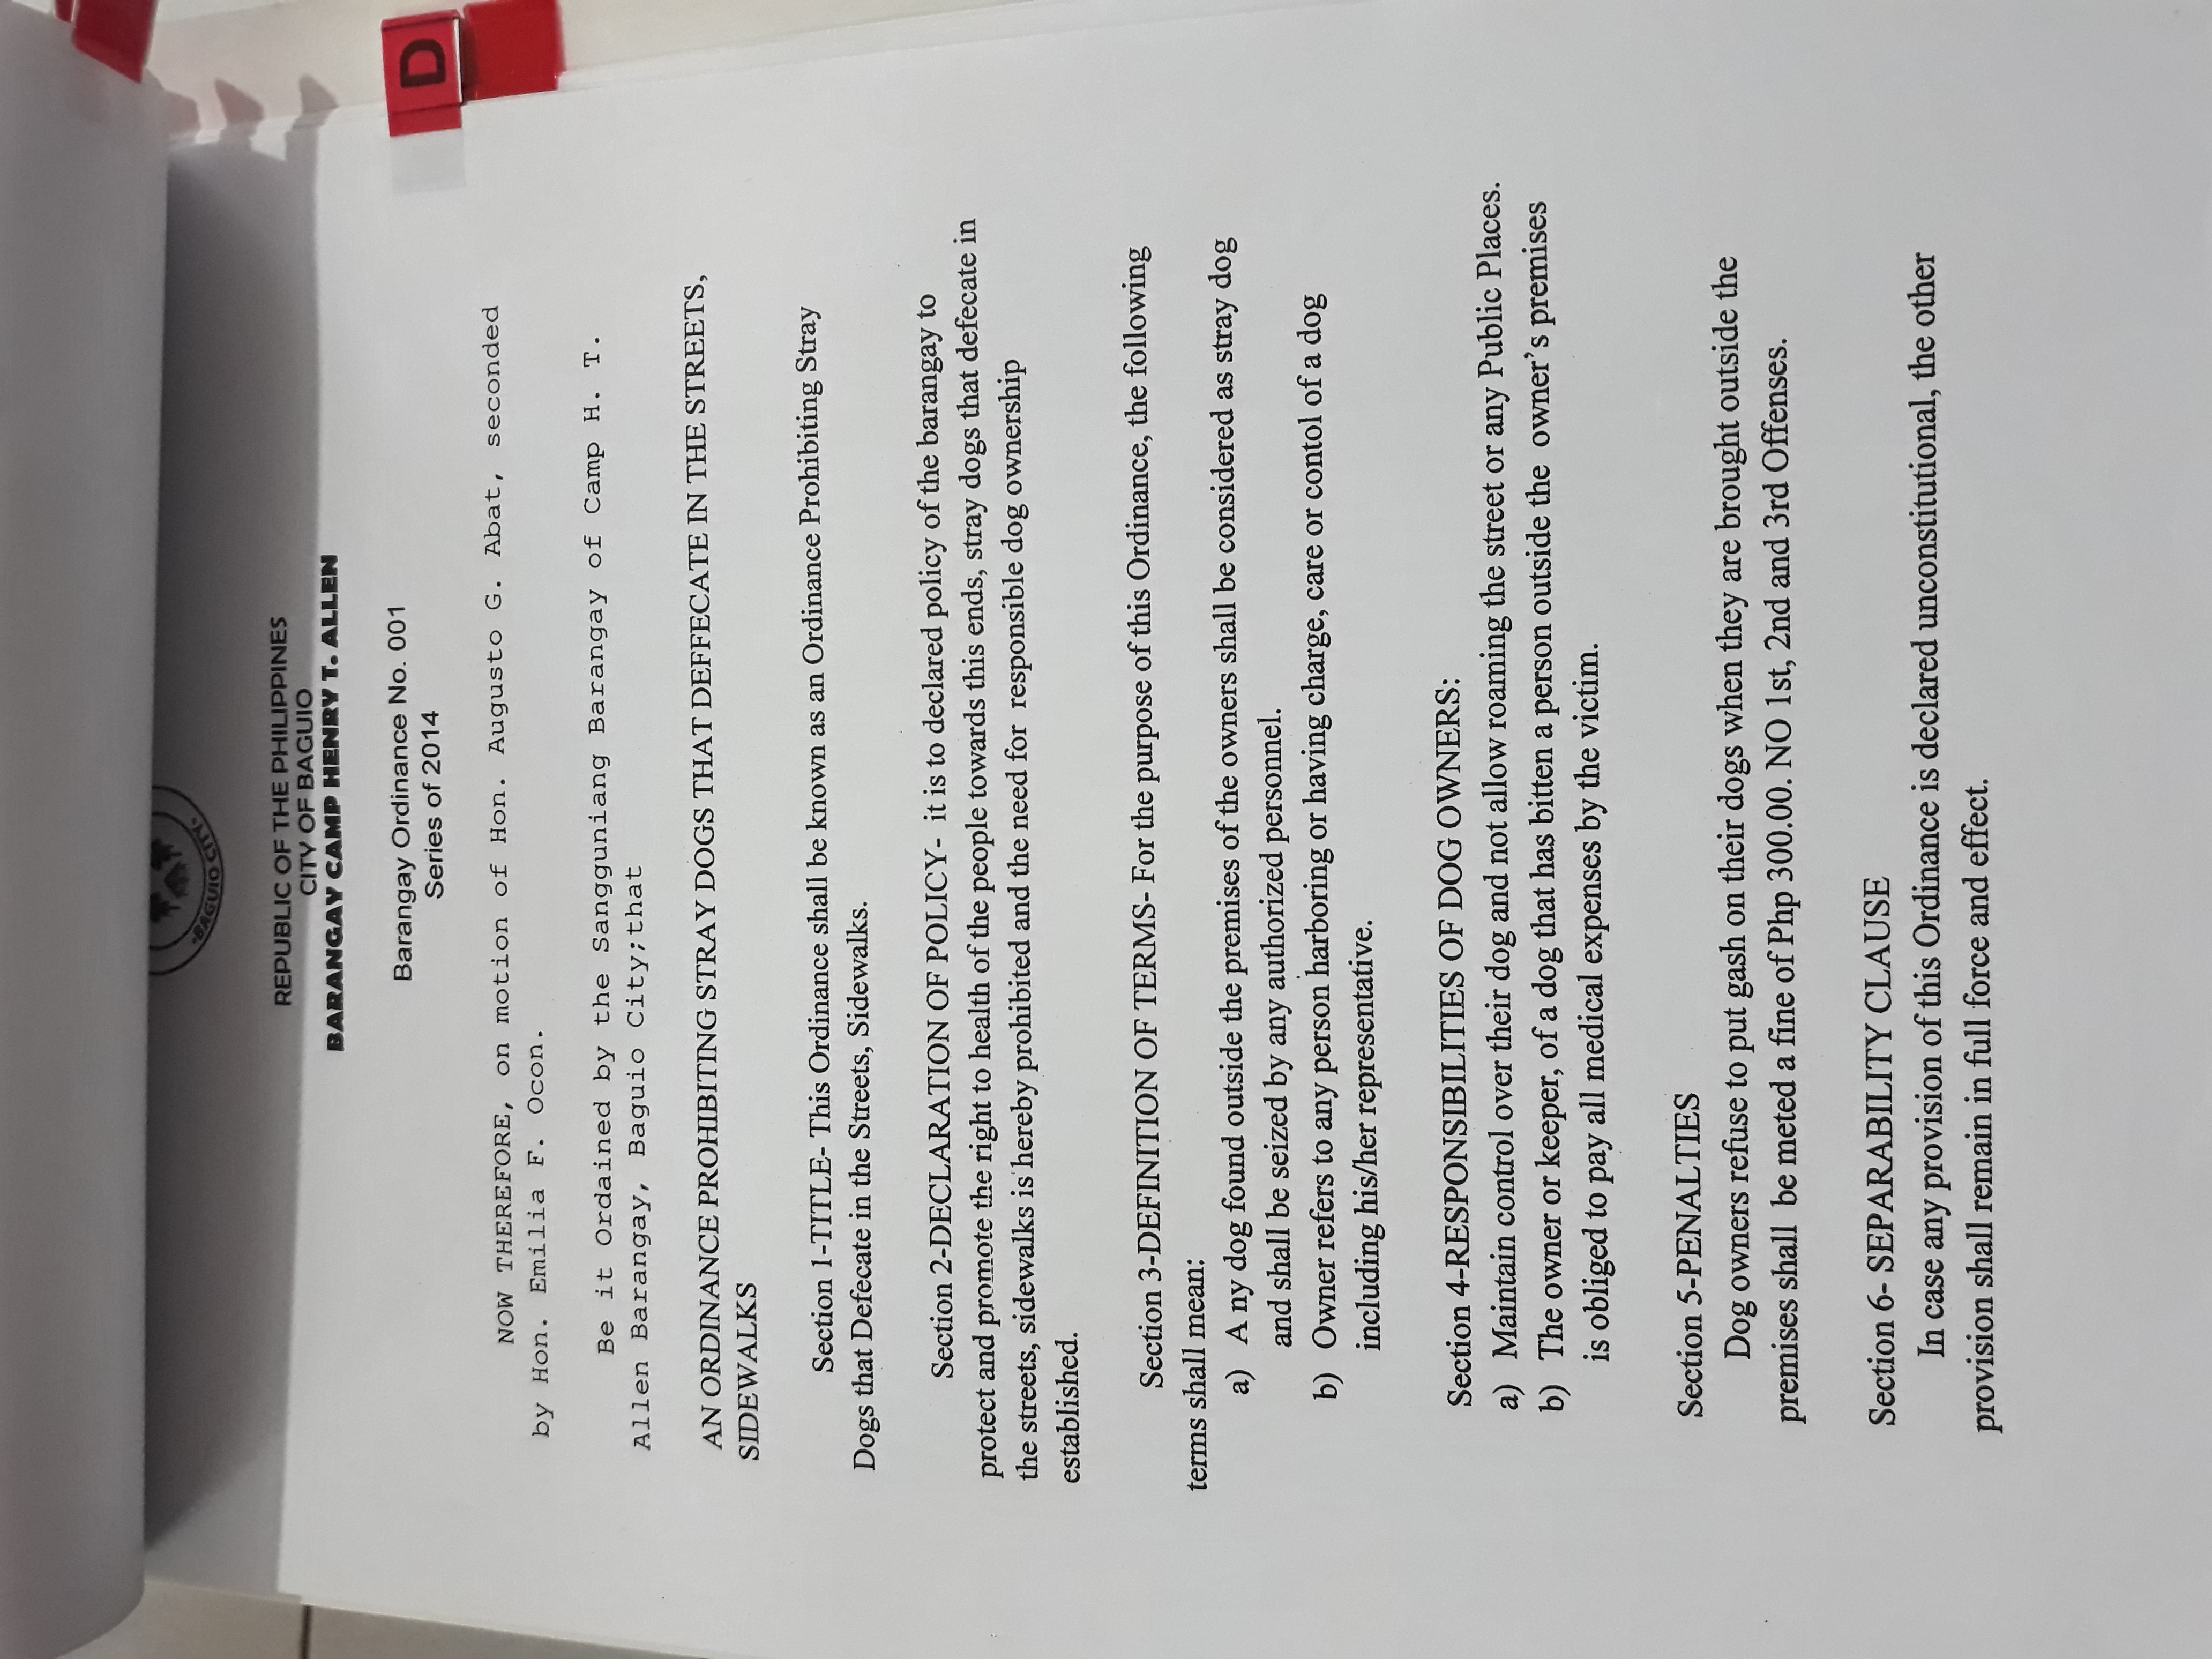 BAGUIO CITY
REPUBLIC OF THE PHILIPPINES
CITY OF BAGUIO
BARANGAY CAMP HENRY T. ALLEN
Barangay Ordinance No. 001
Series of 2014
D
NOW THEREFORE, on motion of Hon. Augusto G. Abat, seconded
by Hon. Emilia F. Ocon.
Be it Ordained by the Sangguniang Barangay of Camp H. T.
Allen Barangay, Baguio City;that
AN ORDINANCE PROHIBITING STRAY DOGS THAT DEFFECATE IN THE STREETS,
SIDEWALKS
Section 1-TITLE- This Ordinance shall be known as an Ordinance Prohibiting Stray
Dogs that Defecate in the Streets, Sidewalks.
Section 2-DECLARATION OF POLICY- it is to declared policy of the barangay to
protect and promote the right to health of the people towards this ends, stray dogs that defecate in
the streets, sidewalks is hereby prohibited and the need for responsible dog ownership
established.
Section 3-DEFINITION OF TERMS- For the purpose of this Ordinance, the following
terms shall mean:
a) A ny dog found outside the premises of the owners shall be considered as stray dog
and shall be seized by any authorized personnel.
b) Owner refers to any person harboring or having charge, care or contol of a dog
including his/her representative.
Section 4-RESPONSIBILITIES OF DOG OWNERS:
a) Maintain control over their dog and not allow roaming the street or any Public Places.
b) The owner or keeper, of a dog that has bitten a person outside the owner's premises
is obliged to pay all medical expenses by the victim.
Section 5-PENALTIES
Dog owners refuse to put gash on their dogs when they are brought outside the
premises shall be meted a fine of Php 300.00. NO 1st, 2nd and 3rd Offenses.
Section 6- SEPARABILITY CLAUSE
In case any provision of this Ordinance is declared unconstitutional, the other
provision shall remain in full force and effect.